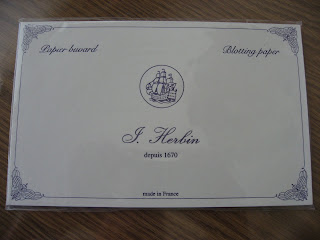 Papier buvard
Blotting paper
J. Herbin
depuis 1670
made in France